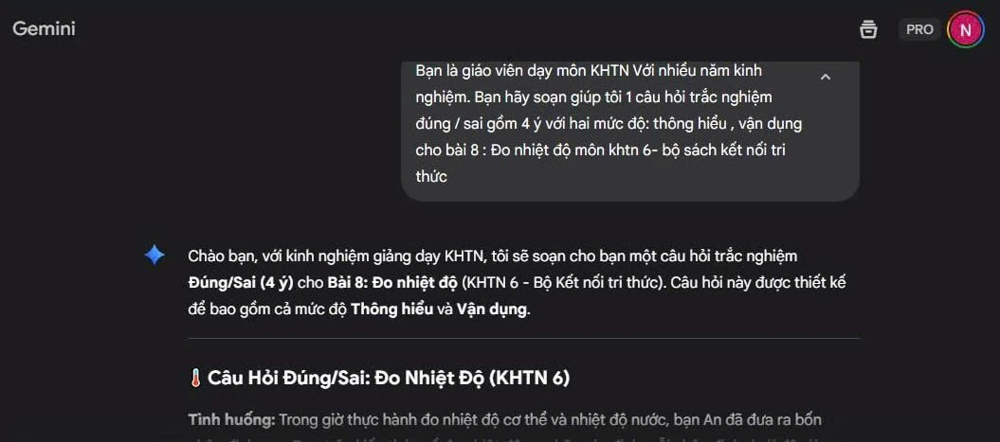 Gemini
PRO
N
Bạn là giáo viên dạy môn KHTN Với nhiều năm kinh
nghiệm. Bạn hãy soạn giúp tôi 1 câu hỏi trắc nghiệm
đúng / sai gồm 4 ý với hai mức độ: thông hiểu , vận dụng
cho bài 8 : Đo nhiệt độ môn khtn 6- bộ sách kết nối tri
thức
Chào bạn, với kinh nghiệm giảng dạy KHTN, tôi sẽ soạn cho bạn một câu hỏi trắc nghiệm
Đúng/Sai (4 ý) cho Bài 8: Đo nhiệt độ (KHTN 6 - Bộ Kết nối tri thức). Câu hỏi này được thiết kế
để bao gồm cả mức độ Thông hiểu và Vận dụng.
Câu Hỏi Đúng/Sai: Đo Nhiệt Độ (KHTN 6)
Tình huống: Trong giờ thực hành đo nhiệt độ cơ thể và nhiệt độ nước, bạn An đã đưa ra bốn